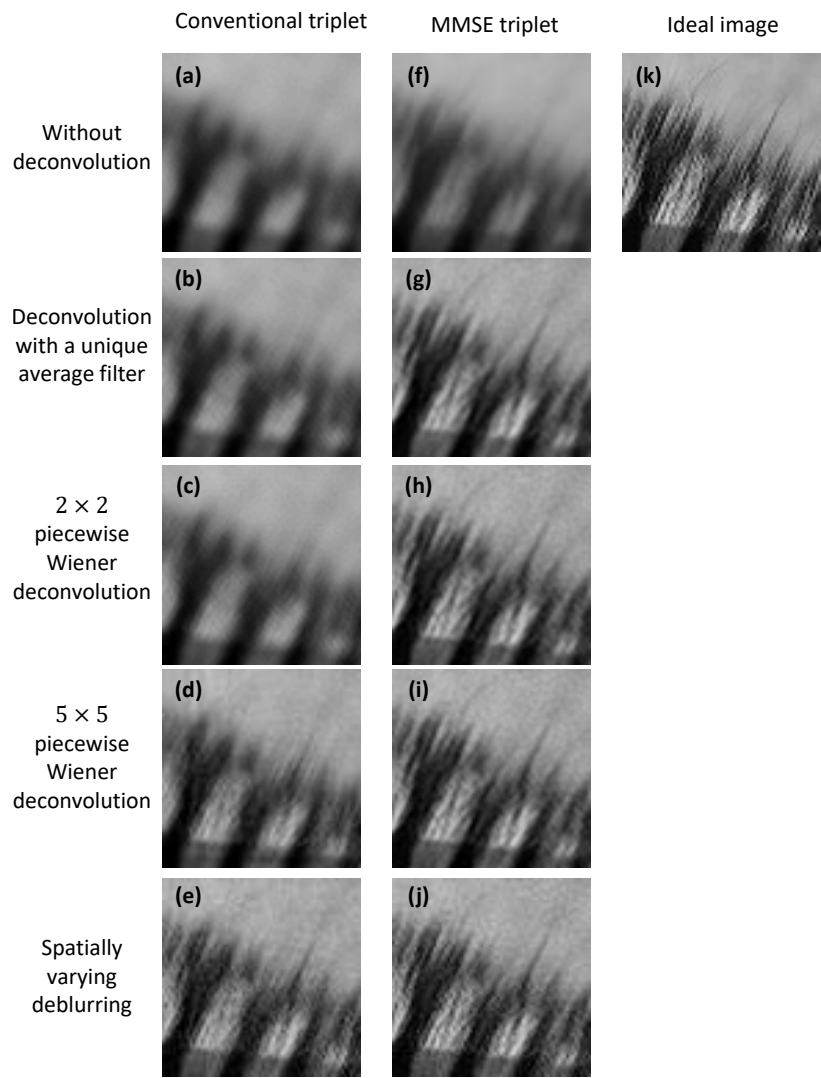 Conventional triplet
MMSE triplet
Ideal image
(a)
(f)
(k)
Without
deconvolution
(b)
(g)
Deconvolution
with a unique
average filter
(c)
(h)
2 × 2
piecewise
Wiener
deconvolution
(d)
(i)
5 × 5
piecewise
Wiener
deconvolution
(e)
(j)
Spatially
varying
deblurring